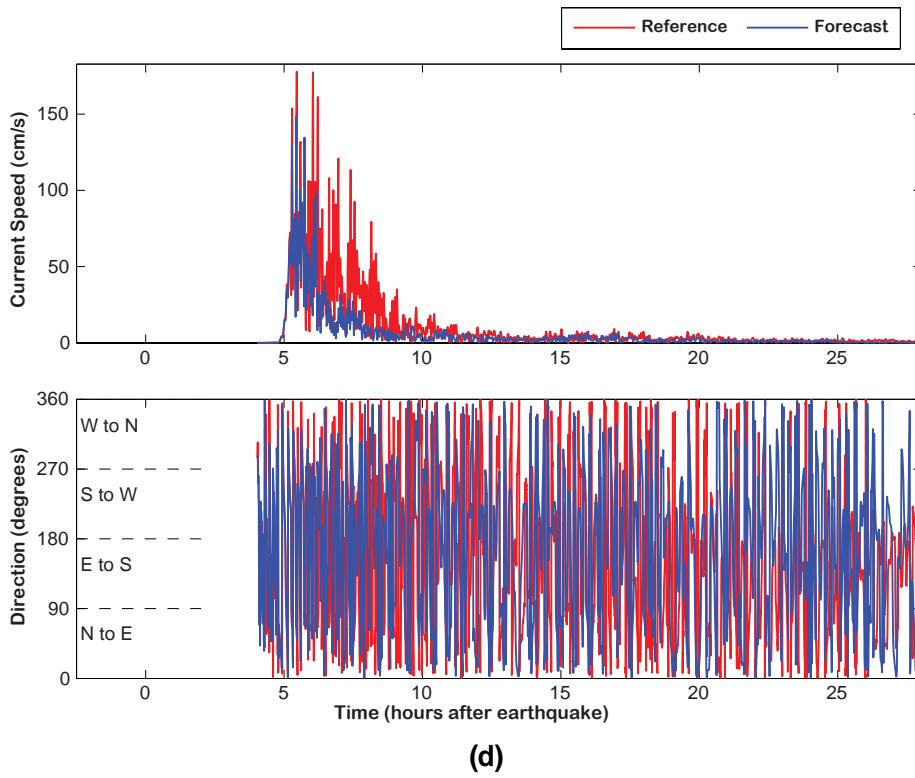 Reference Forecast
Current Speed (cm/s)
150
100
50
0
0 5 10 15 20 25
Direction (degrees)
360
W to N
270
S to W
180
E to S
90
N to E
0
0 5 10 15 20 25
Time (hours after earthquake)
(d)